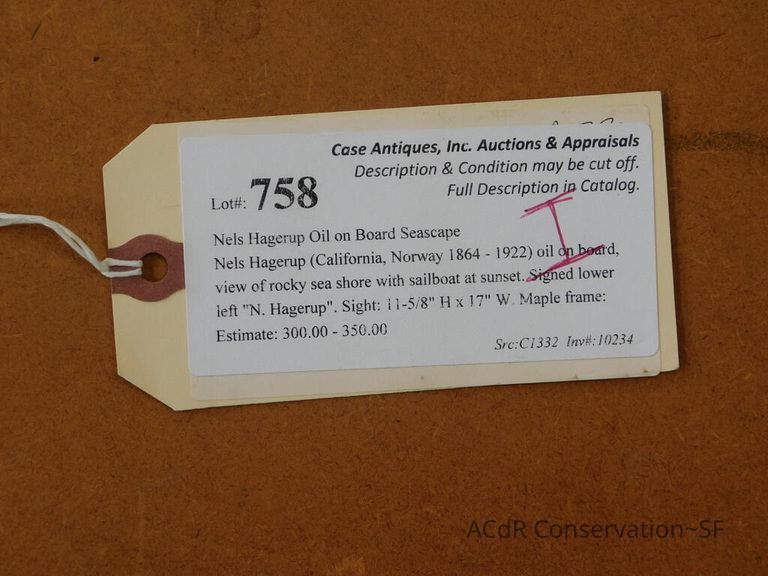 Case Antiques, Inc. Auctions & Appraisals
Description & Condition may be cut off.
Full Description in Catalog.
Lot#: 758
Nels Hagerup Oil on Board Seascape
Nels Hagerup (California, Norway 1864 - 1922) oil on board,
view of rocky sea shore with sailboat at sunset. Signed lower
left "N. Hagerup". Sight: 11-5/8" H x 17" W. Maple frame:
Estimate: 300.00 - 350.00
Src:C1332 Inv#:10234
I
ACdR Conservation~SF